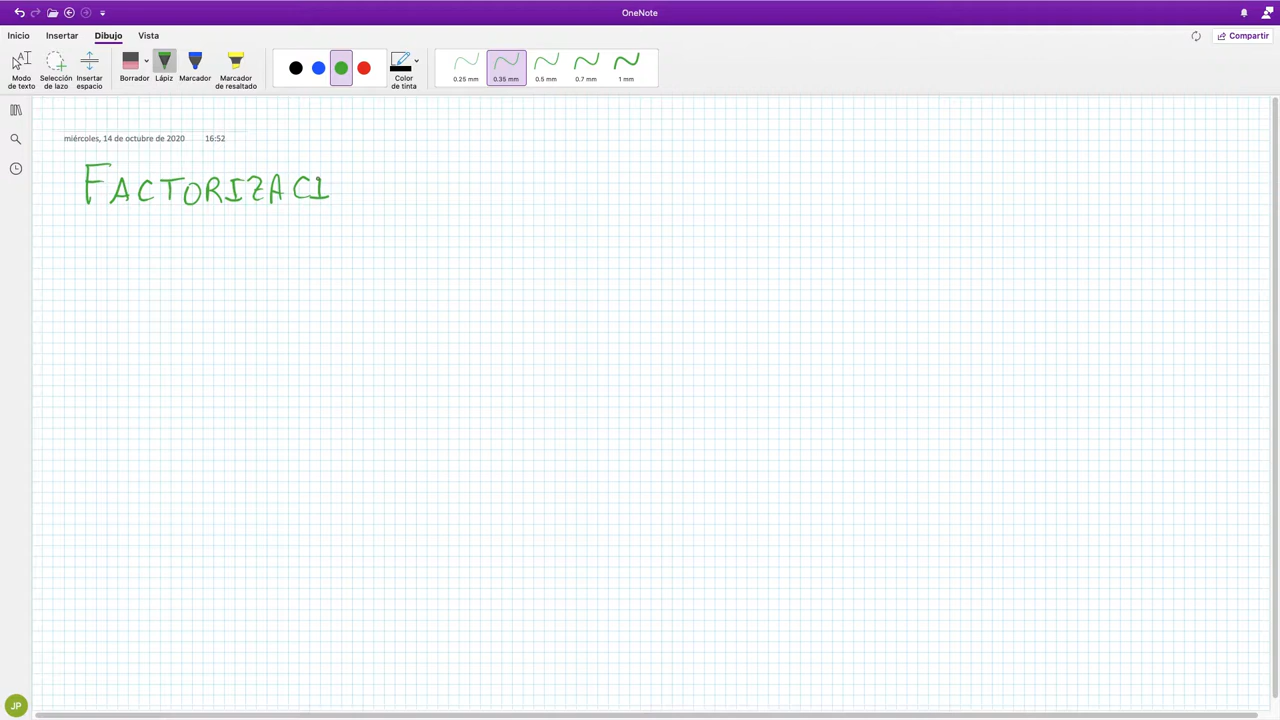 OneNote
Inicio Insertar Dibujo Vista
Compartir
Modo de texto
Selección de lazo
Insertar espacio
Borrador
Lápiz
Marcador
Marcador de resaltado
Color de tinta
0.25 mm 0.35 mm 0.5 mm 0.7 mm 1 mm
miércoles, 14 de octubre de 2020 16:52
FACTORIZACI
JP